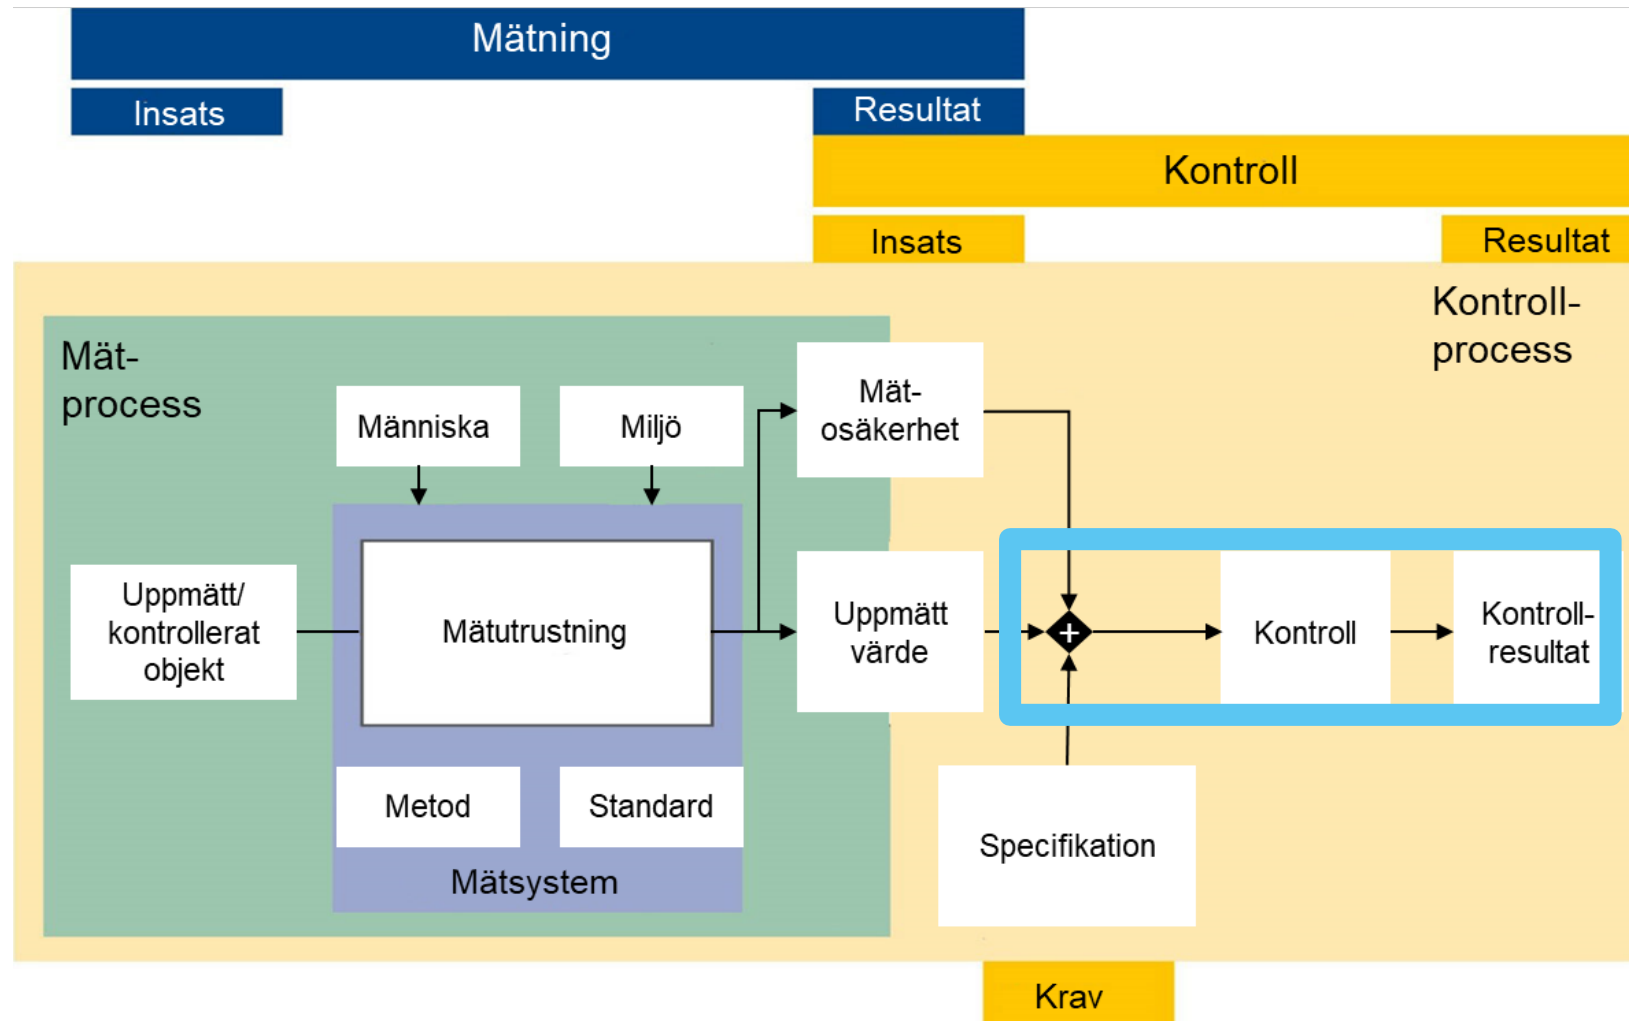 Mätning
Insats
Resultat
Kontroll
Insats
Resultat
Kontroll-
process
Mät-
process
Människa
Miljö
Mät-
osäkerhet
Uppmätt/
kontrollerat
objekt
Mätutrustning
Uppmätt
värde
+
Kontroll
Kontroll-
resultat
Metod
Standard
Mätsystem
Specifikation
Krav